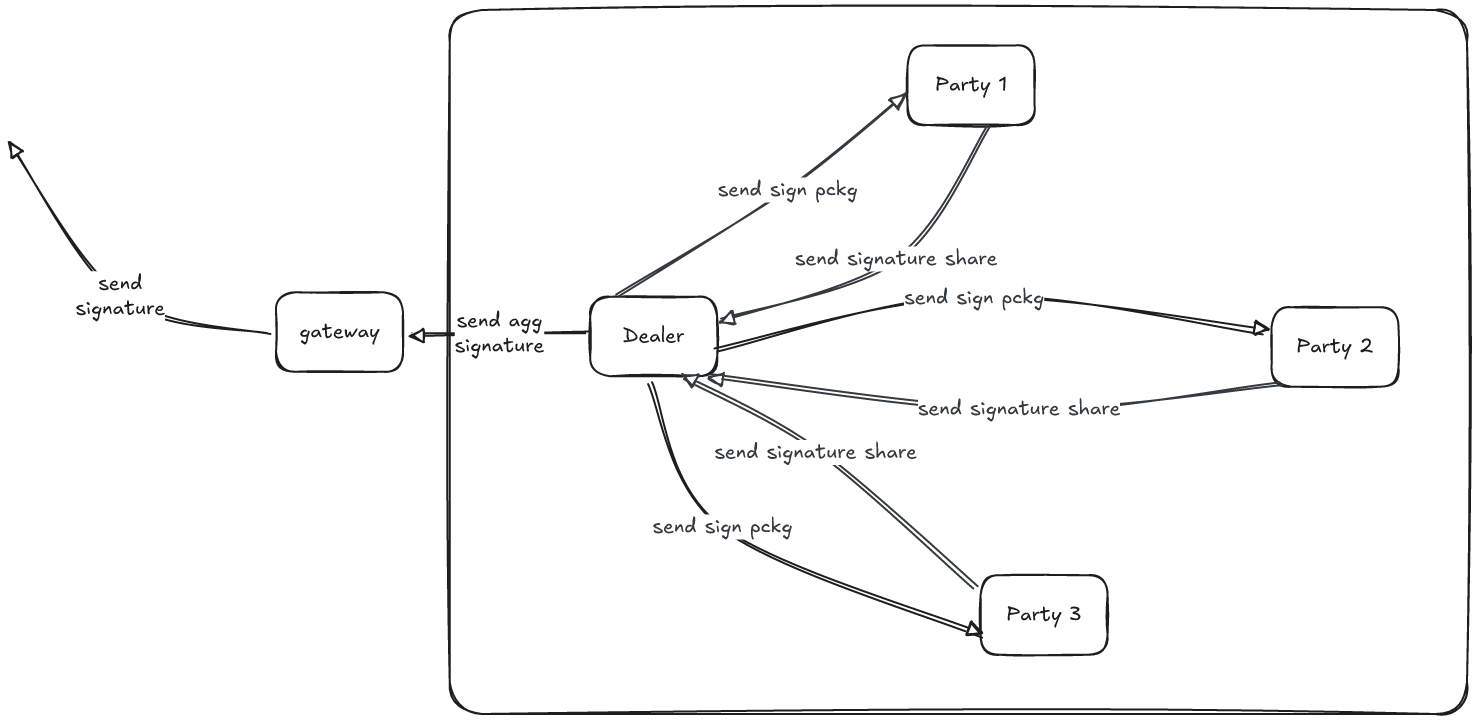 Party 1
send sign pckg
send signature share
send
signature
gateway
send agg
signature
Dealer
send sign pckg
Party 2
send signature share
send signature share
send sign pckg
Party 3